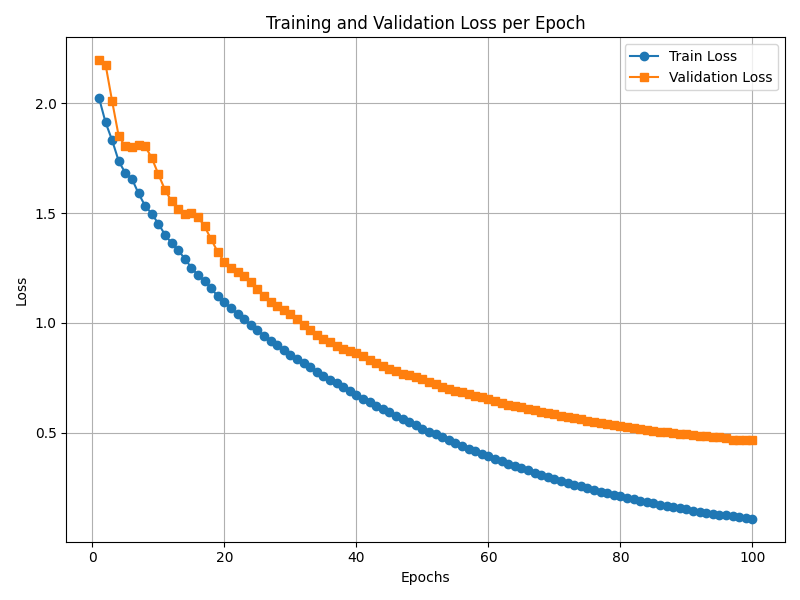 Training and Validation Loss per Epoch
Train Loss
Validation Loss
2.0
1.5
1.0
0.5
Loss
0 20 40 60 80 100
Epochs